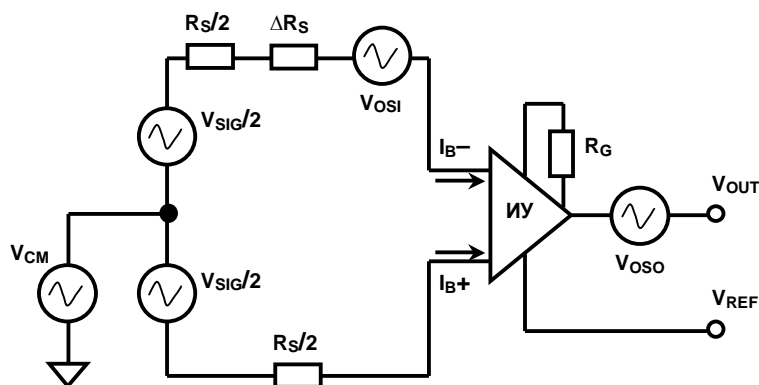 RS/2
ΔRS
VOSI
VSIG/2
IB−
RG
VOUT
ИУ
VCM
VSIG/2
IB+
VOSO
VREF
RS/2